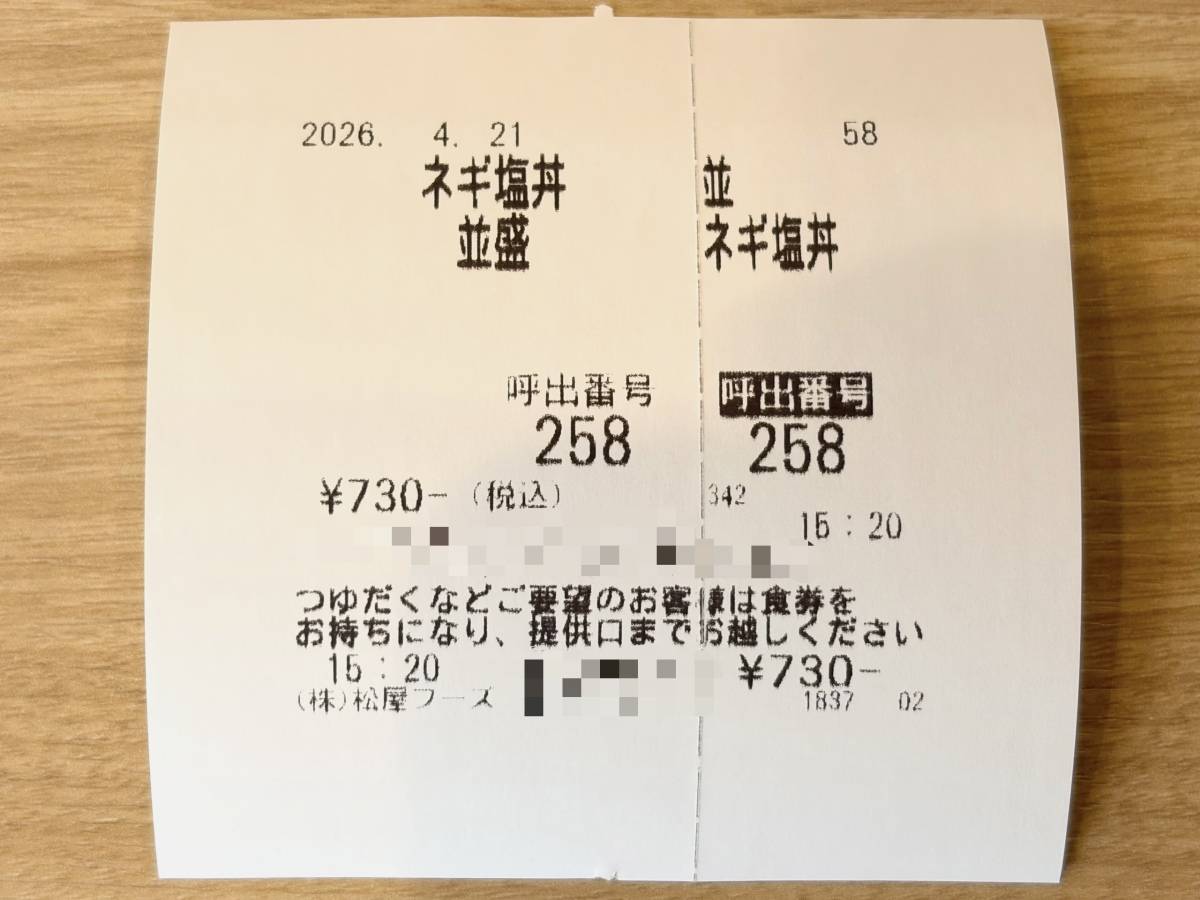 2026. 4. 21
58
ネギ塩丼
並盛
並
ネギ塩丼
呼出番号
258
呼出番号
258
¥730-（税込）
342
15：20
つゆだくなどご要望のお客様は食券を
お持ちになり、提供口までお越しください
15：20
¥730-
（株）松屋フーズ
1837 02